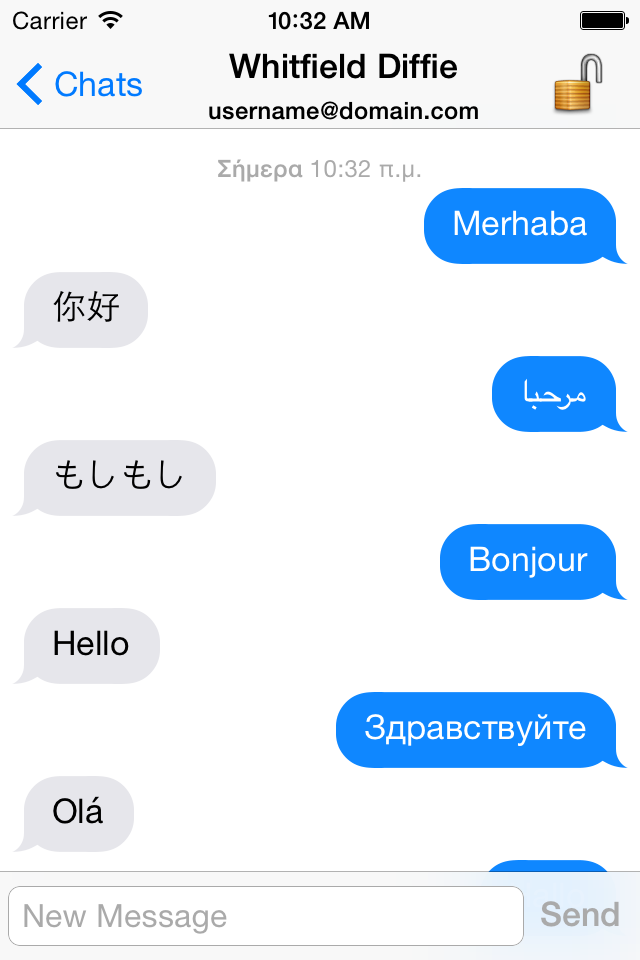 Carrier 10:32 AM
Chats
Whitfield Diffie
username@domain.com
Σήμερα 10:32 π.μ.
Merhaba
你好
مرحبا
もしもし
Bonjour
Hello
Здравствуйте
Olá
New Message
Send